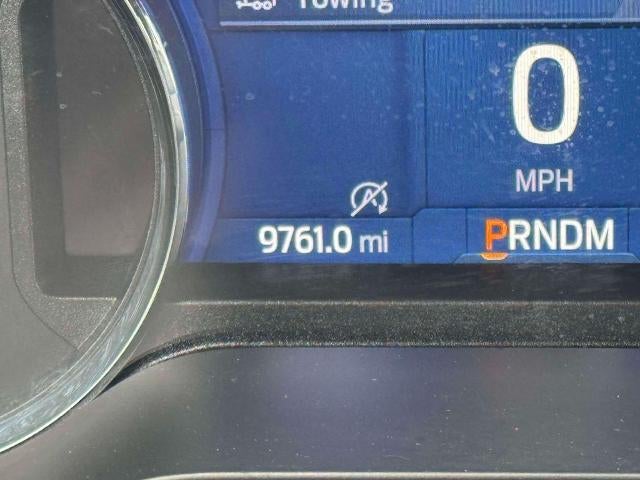 Towing
0
MPH
A
9761.0 mi
PRNDM